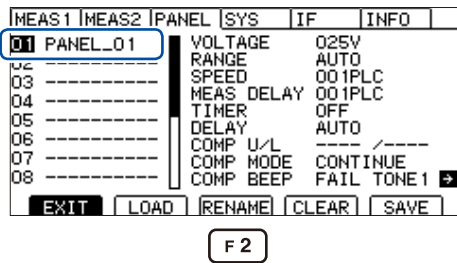 MEAS1 MEAS2 PANEL SYS IF INFO
01 PANEL_01 VOLTAGE 025V
02 ---------- RANGE AUTO
03 ---------- SPEED 001PLC
04 ---------- MEAS DELAY 001PLC
05 ---------- TIMER OFF
06 ---------- DELAY AUTO
07 ---------- COMP U/L ---- /----
08 ---------- COMP MODE CONTINUE
COMP BEEP FAIL TONE1
EXIT LOAD RENAME CLEAR SAVE
F2